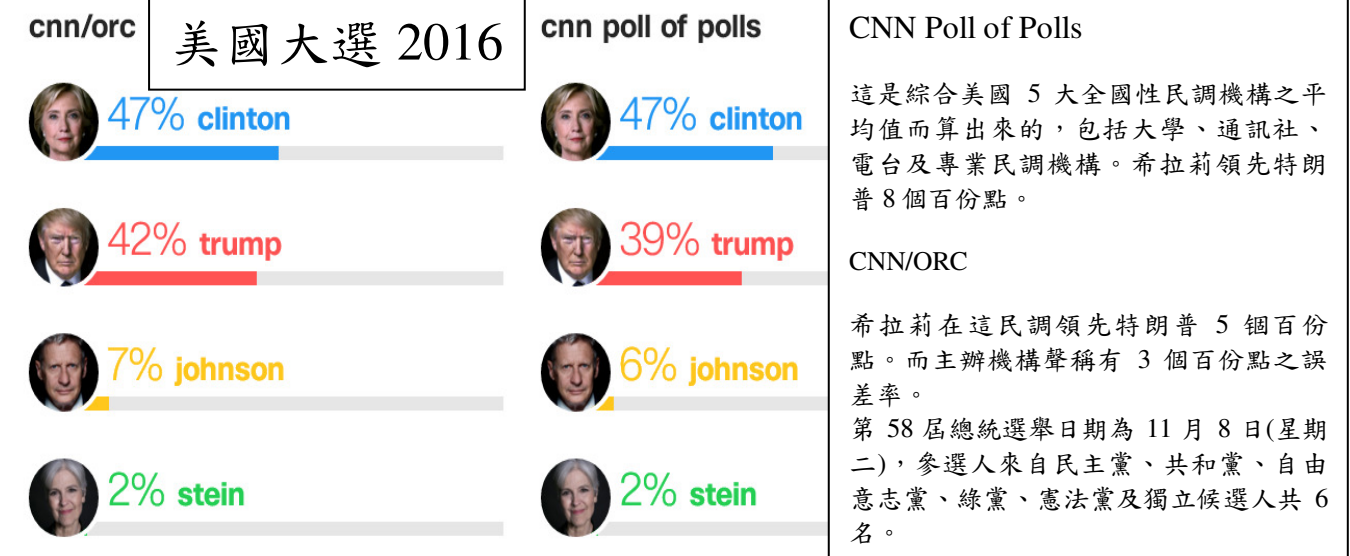 cnn/orc
美國大選 2016
47% clinton
42% trump
7% johnson
2% stein
cnn poll of polls
47% clinton
39% trump
6% johnson
2% stein
CNN Poll of Polls
這是綜合美國 5 大全國性民調機構之平
均值而算出來的，包括大學、通訊社、
電台及專業民調機構。希拉莉領先特朗
普 8 個百份點。
CNN/ORC
希拉莉在這民調領先特朗普 5 锢百份
點。而主辦機構聲稱有 3 個百份點之誤
差率。
第 58 屆總統選舉日期為 11 月 8 日(星期
二)，參選人來自民主黨、共和黨、自由
意志黨、綠黨、憲法黨及獨立候選人共 6
名。